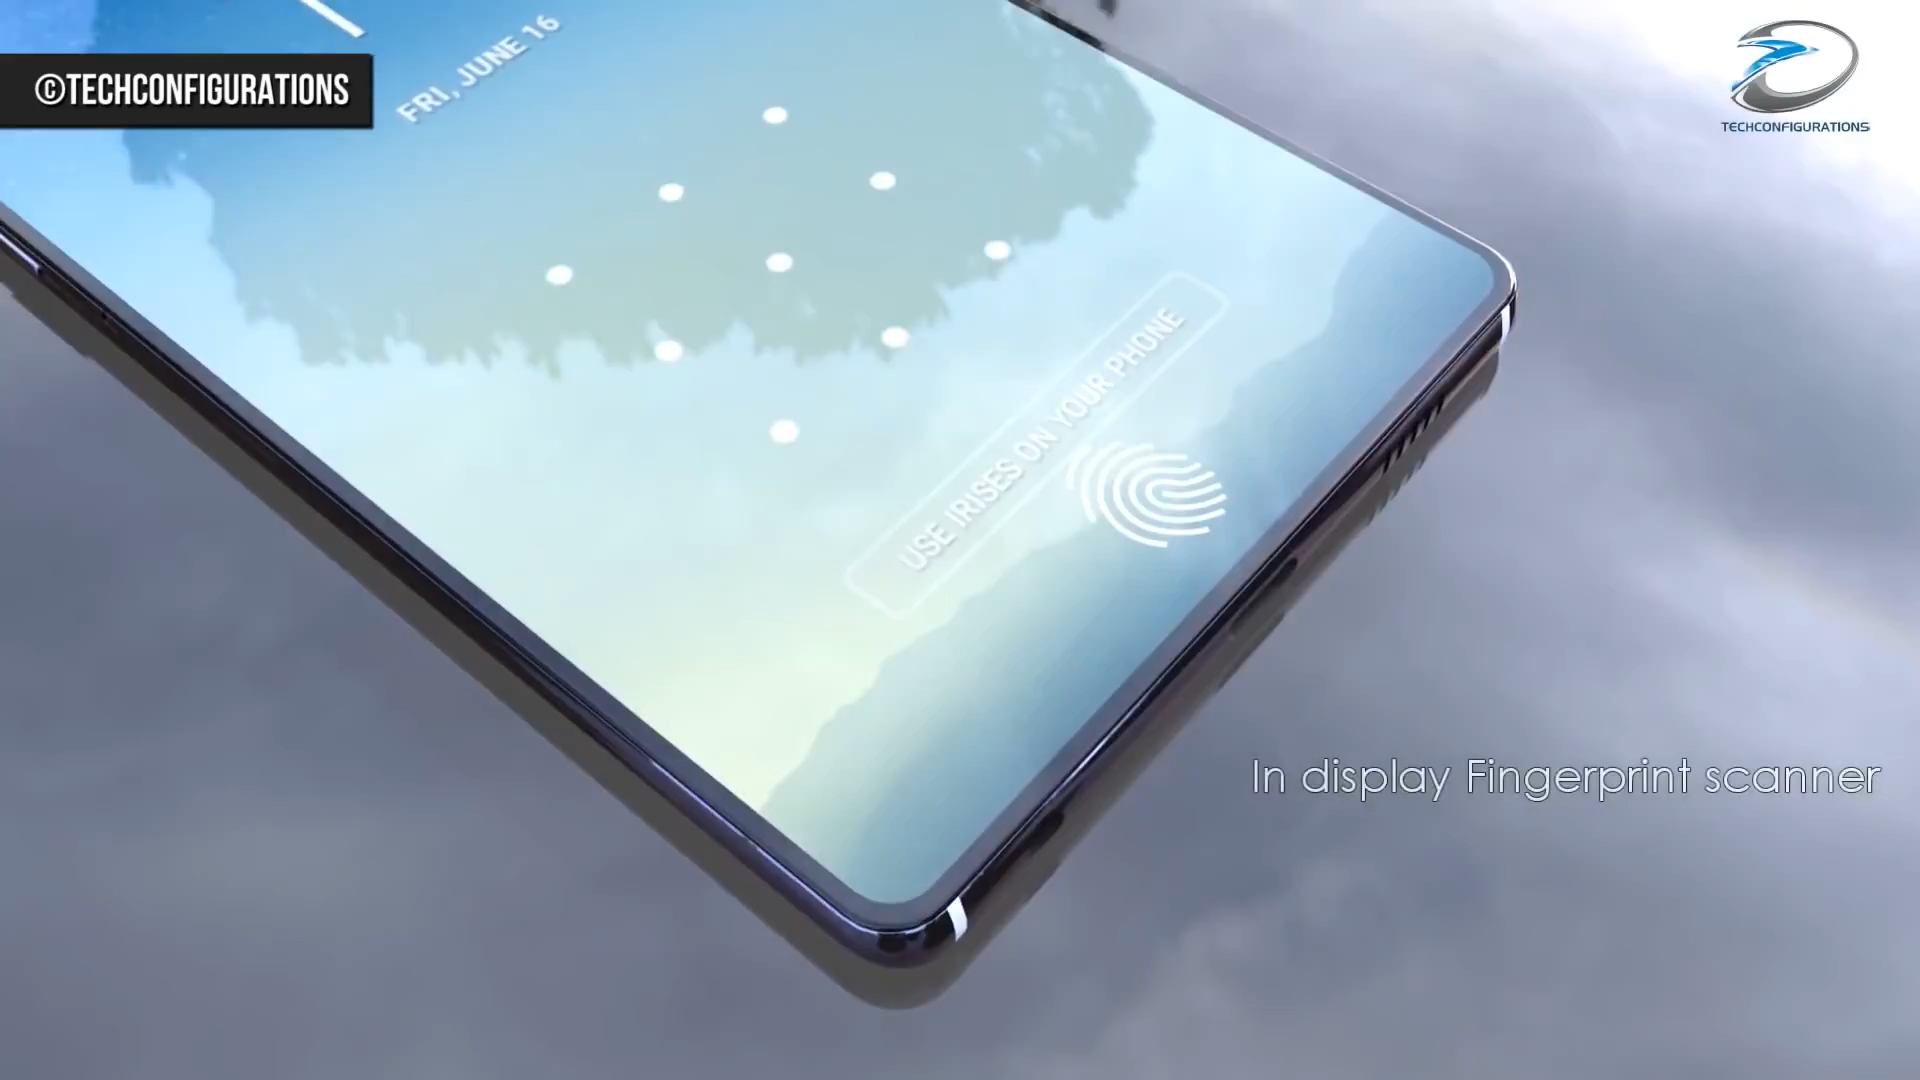 ©TECHCONFIGURATIONS
TECHCONFIGURATIONS
FRI, JUNE 16
USE IRISES ON YOUR PHONE
In display Fingerprint scanner